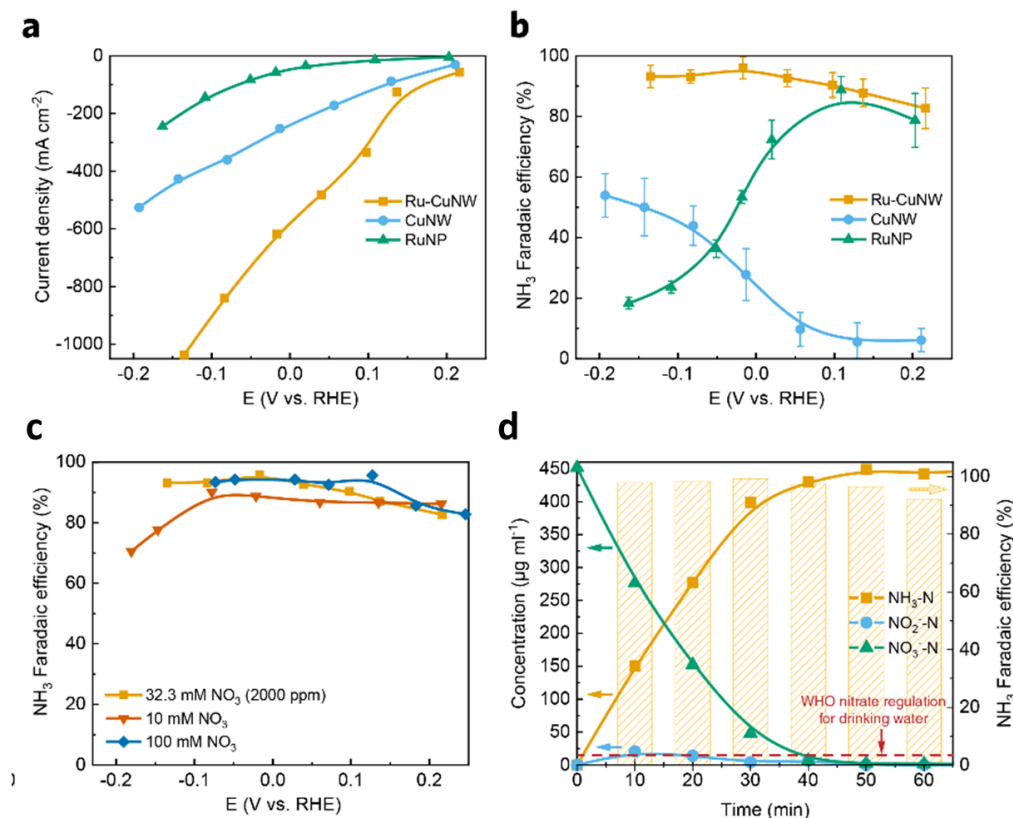 a
0
-200
-400
-600
-800
-1000
Current density (mA cm⁻²)
Ru-CuNW
CuNW
RuNP
-0.2
-0.1
0.0
0.1
0.2
E (V vs. RHE)
b
100
80
60
40
20
0
NH₃ Faradaic efficiency (%)
Ru-CuNW
CuNW
RuNP
-0.2
-0.1
0.0
0.1
0.2
E (V vs. RHE)
c
100
80
60
40
20
0
NH₃ Faradaic efficiency (%)
32.3 mM NO₃ (2000 ppm)
10 mM NO₃
100 mM NO₃
-0.2
-0.1
0.0
0.1
0.2
E (V vs. RHE)
d
450
400
350
300
250
200
150
100
50
0
Concentration (μg ml⁻¹)
NH₃-N
NO₂⁻-N
NO₃⁻-N
WHO nitrate regulation
for drinking water
100
80
60
40
20
0
NH₃ Faradaic efficiency (%)
0
10
20
30
40
50
60
Time (min)